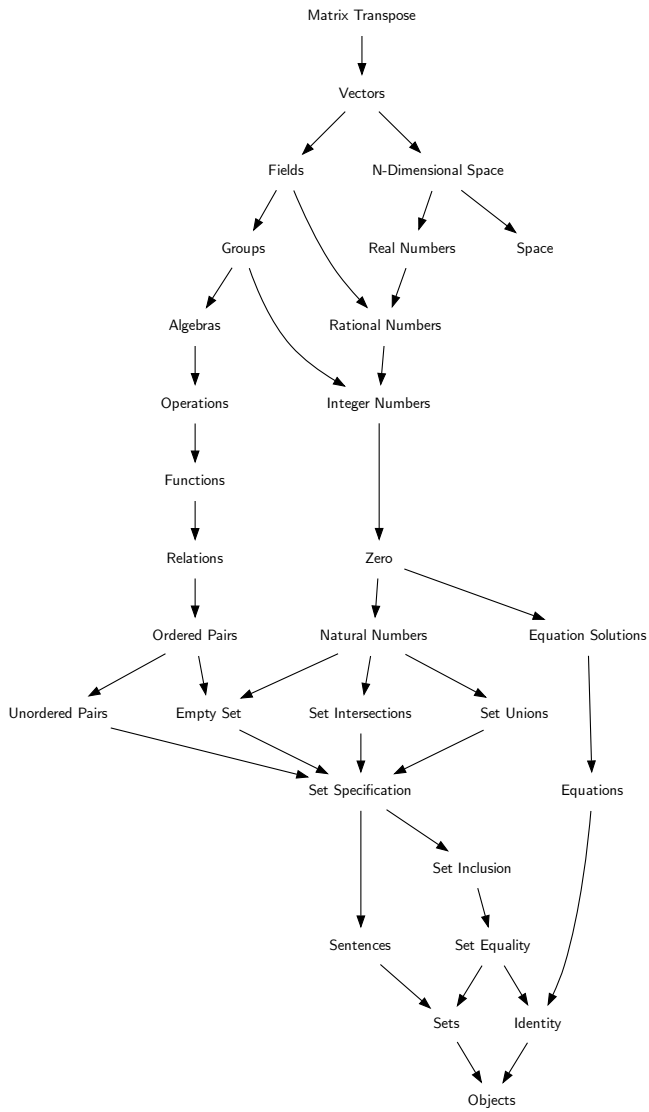 Matrix Transpose
Vectors
Fields
N-Dimensional Space
Groups
Real Numbers
Space
Algebras
Rational Numbers
Operations
Integer Numbers
Functions
Relations
Zero
Ordered Pairs
Natural Numbers
Equation Solutions
Unordered Pairs
Empty Set
Set Intersections
Set Unions
Set Specification
Equations
Set Inclusion
Sentences
Set Equality
Sets
Identity
Objects